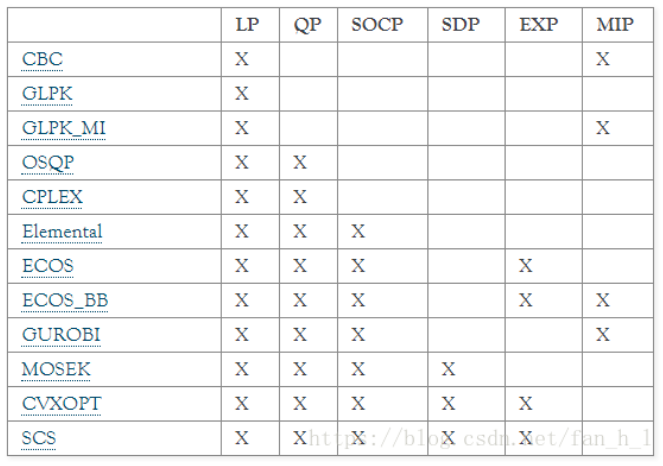 LP QP SOCP SDP EXP MIP
CBC X X
GLPK X
GLPK_MI X X
OSQP X X
CPLEX X X
Elemental X X X
ECOS X X X X
ECOS_BB X X X X X
GUROBI X X X X
MOSEK X X X X
CVXOPT X X X X X
SCS X X X X X
https://blog.csdn.net/fan_h_l